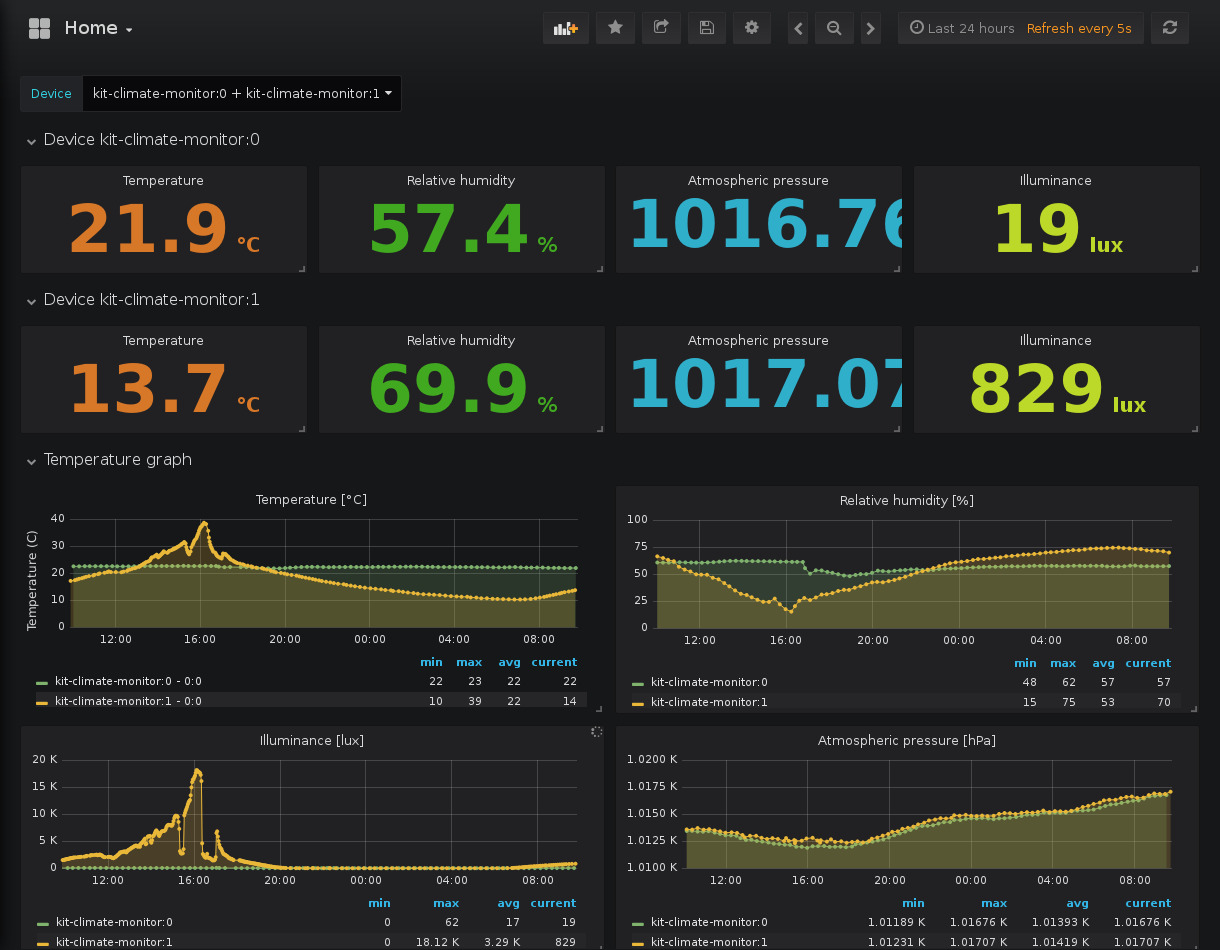 Home
Last 24 hours Refresh every 5s
Device kit-climate-monitor:0 + kit-climate-monitor:1
Device kit-climate-monitor:0
Temperature Relative humidity Atmospheric pressure Illuminance
21.9 °C 57.4 % 1016.76 19 lux
Device kit-climate-monitor:1
Temperature Relative humidity Atmospheric pressure Illuminance
13.7 °C 69.9 % 1017.07 829 lux
Temperature graph
Temperature [°C]
Temperature (C)
40
30
20
10
0
12:00 16:00 20:00 00:00 04:00 08:00
min max avg current
kit-climate-monitor:0 - 0:0 22 23 22 22
kit-climate-monitor:1 - 0:0 10 39 22 14
Relative humidity [%]
100
75
50
25
0
12:00 16:00 20:00 00:00 04:00 08:00
min max avg current
kit-climate-monitor:0 48 62 57 57
kit-climate-monitor:1 15 75 53 70
Illuminance [lux]
20 K
15 K
10 K
5 K
0
12:00 16:00 20:00 00:00 04:00 08:00
min max avg current
kit-climate-monitor:0 0 62 17 19
kit-climate-monitor:1 0 18.12 K 3.29 K 829
Atmospheric pressure [hPa]
1.0200 K
1.0175 K
1.0150 K
1.0125 K
1.0100 K
12:00 16:00 20:00 00:00 04:00 08:00
min max avg current
kit-climate-monitor:0 1.01189 K 1.01676 K 1.01393 K 1.01676 K
kit-climate-monitor:1 1.01231 K 1.01707 K 1.01419 K 1.01707 K